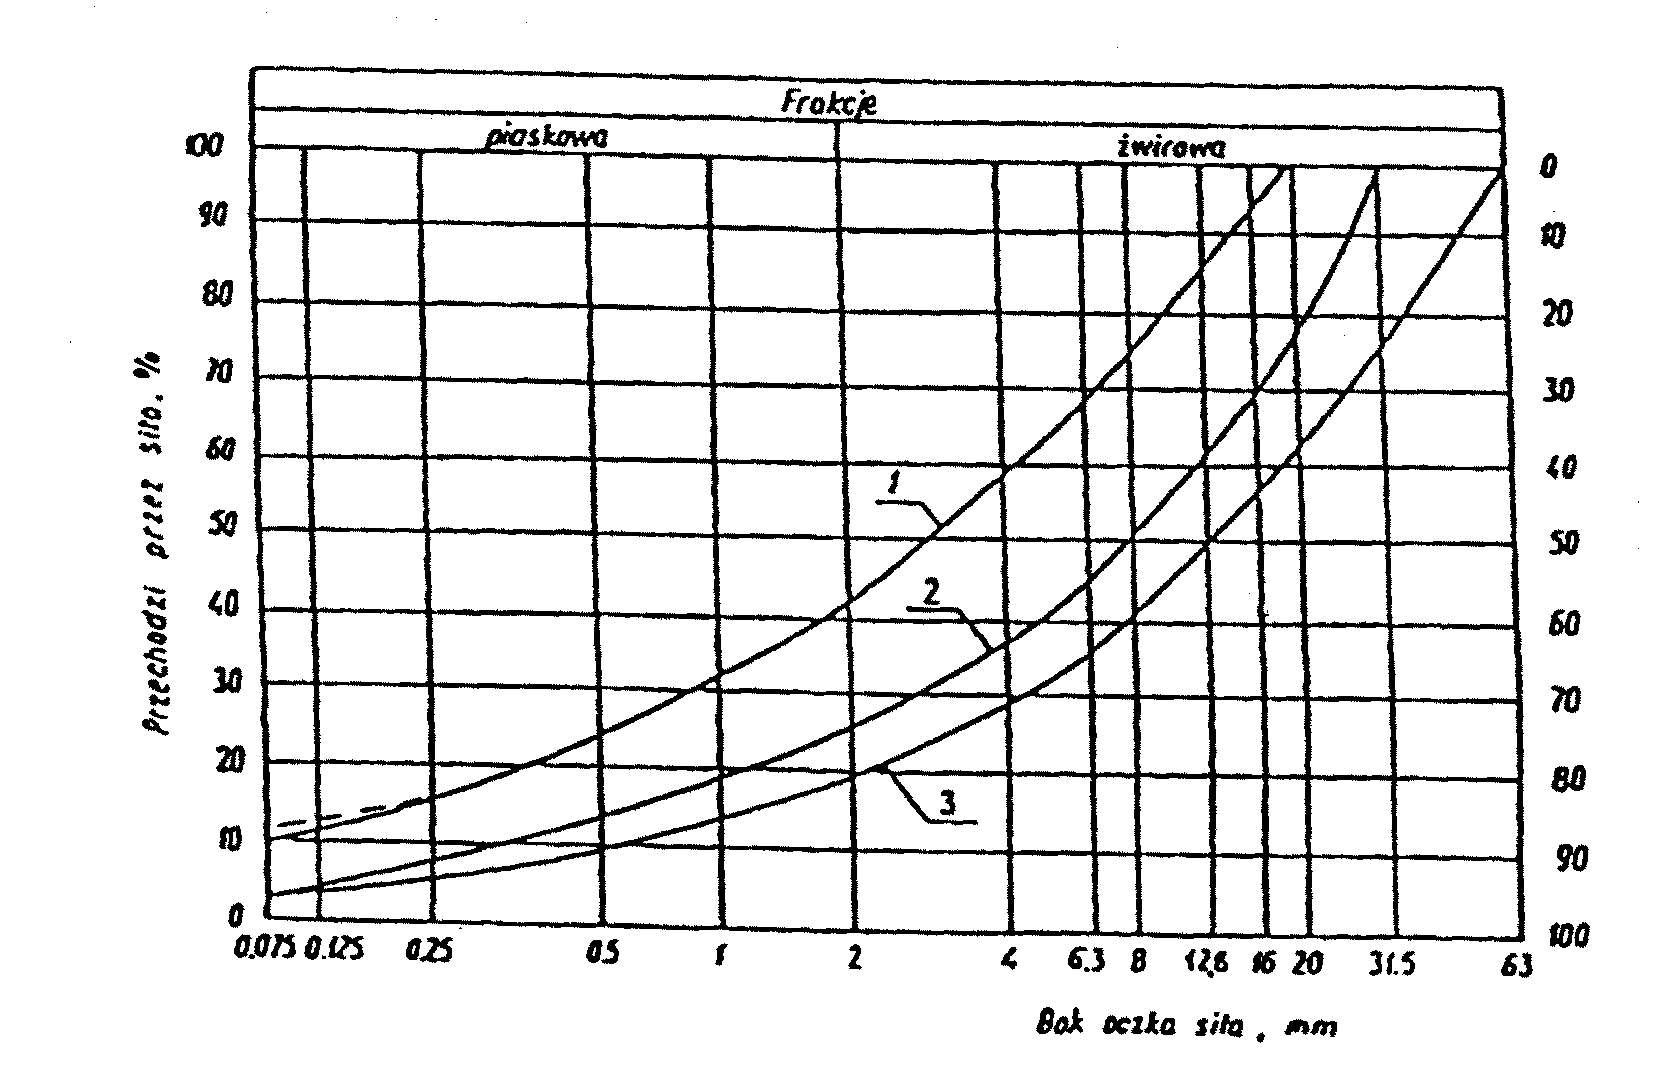 Frakcje
piaskowa żwirowa
100 0
90 10
80 20
70 30
60 40
50 50
40 60
30 70
20 80
10 90
0 100
Przechodzi przez sito. %
1
2
3
0.075 0.125 0.25 0.5 1 2 4 6.3 8 12,6 16 20 31.5 63
Bok oczka sita, mm